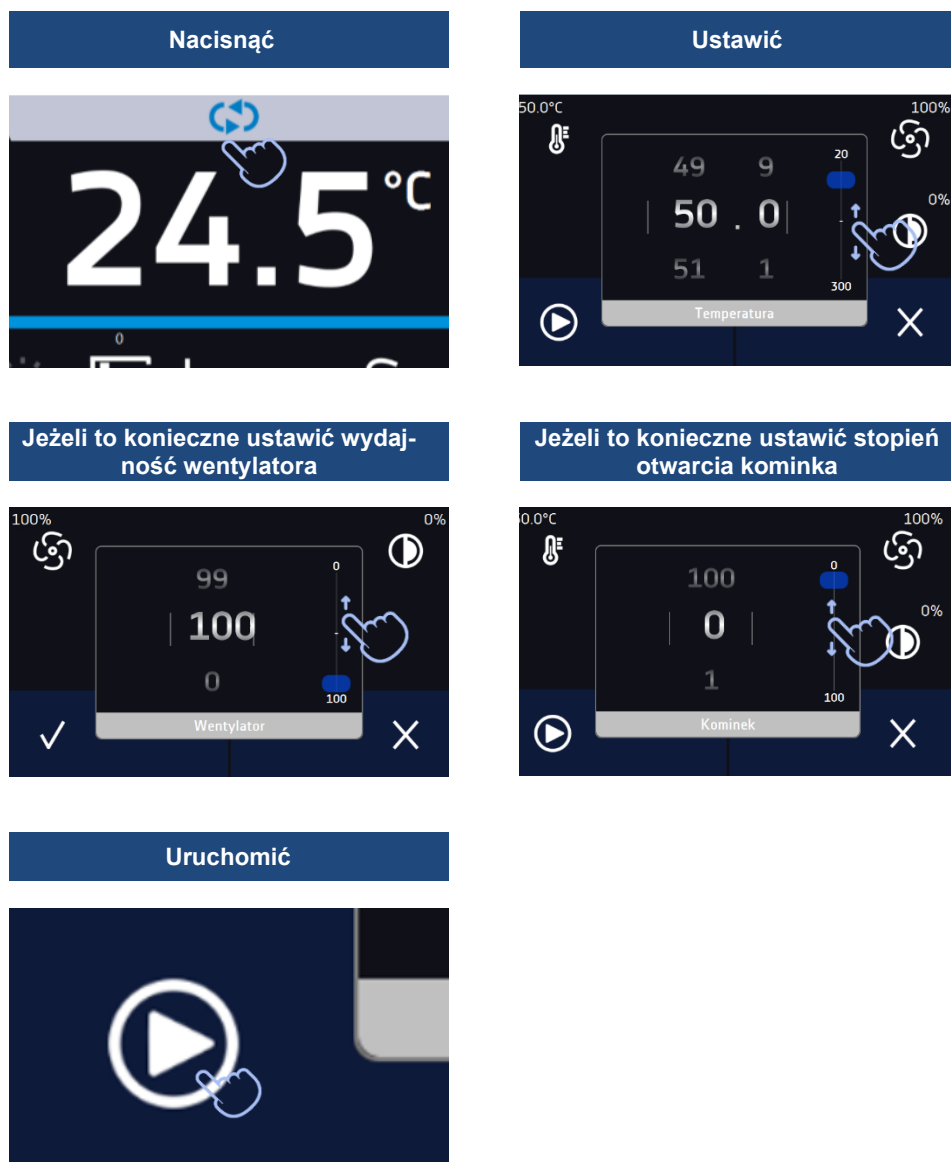 Nacisnąć
24.5°C
0
Ustawić
50.0°C
100%
49 9
20
50.0
0%
51 1
300
Temperatura
Jeżeli to konieczne ustawić wydaj-
ność wentylatora
100%
0%
99
0
100
0
100
Wentylator
Jeżeli to konieczne ustawić stopień
otwarcia kominka
0.0°C
100%
100
0
0
0%
1
100
Kominek
Uruchomić